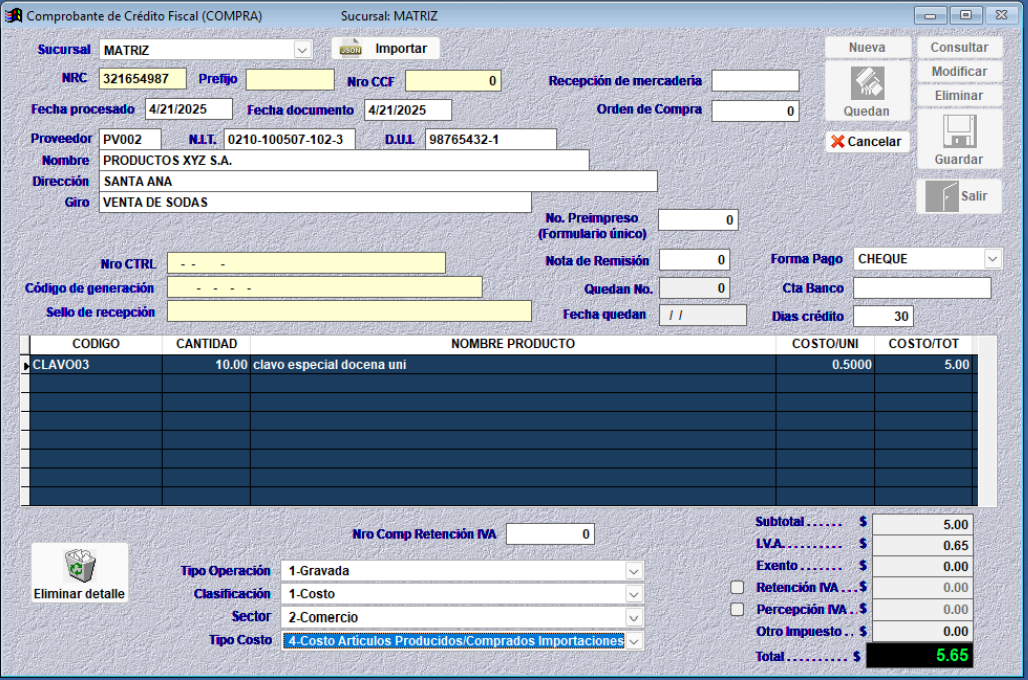 Comprobante de Crédito Fiscal (COMPRA) Sucursal: MATRIZ
Sucursal MATRIZ JSON Importar Nueva Consultar
NRC 321654987 Prefijo Nro CCF 0 Recepción de mercaderia Modificar
Fecha procesado 4/21/2025 Fecha documento 4/21/2025 Orden de Compra 0 Quedan Eliminar
Proveedor PV002 N.I.T. 0210-100507-102-3 D.U.I. 98765432-1 Cancelar
Nombre PRODUCTOS XYZ S.A. Guardar
Dirección SANTA ANA
Giro VENTA DE SODAS Salir
No. Preimpreso 0
(Formulario único)
Nro CTRL - - - Nota de Remisión 0 Forma Pago CHEQUE
Código de generación - - - - Quedan No. 0 Cta Banco
Sello de recepción Fecha quedan / / Dias crédito 30
CODIGO CANTIDAD NOMBRE PRODUCTO COSTO/UNI COSTO/TOT
CLAVO03 10.00 clavo especial docena uni 0.5000 5.00
Subtotal...... $ 5.00
Nro Comp Retención IVA 0
I.V.A.......... $ 0.65
Exento....... $ 0.00
Tipo Operación 1-Gravada
Eliminar detalle Clasificación 1-Costo Retención IVA...$ 0.00
Sector 2-Comercio Percepción IVA..$ 0.00
Tipo Costo 4-Costo Artículos Producidos/Comprados Importaciones Otro Impuesto.. $ 0.00
Total.......... $ 5.65